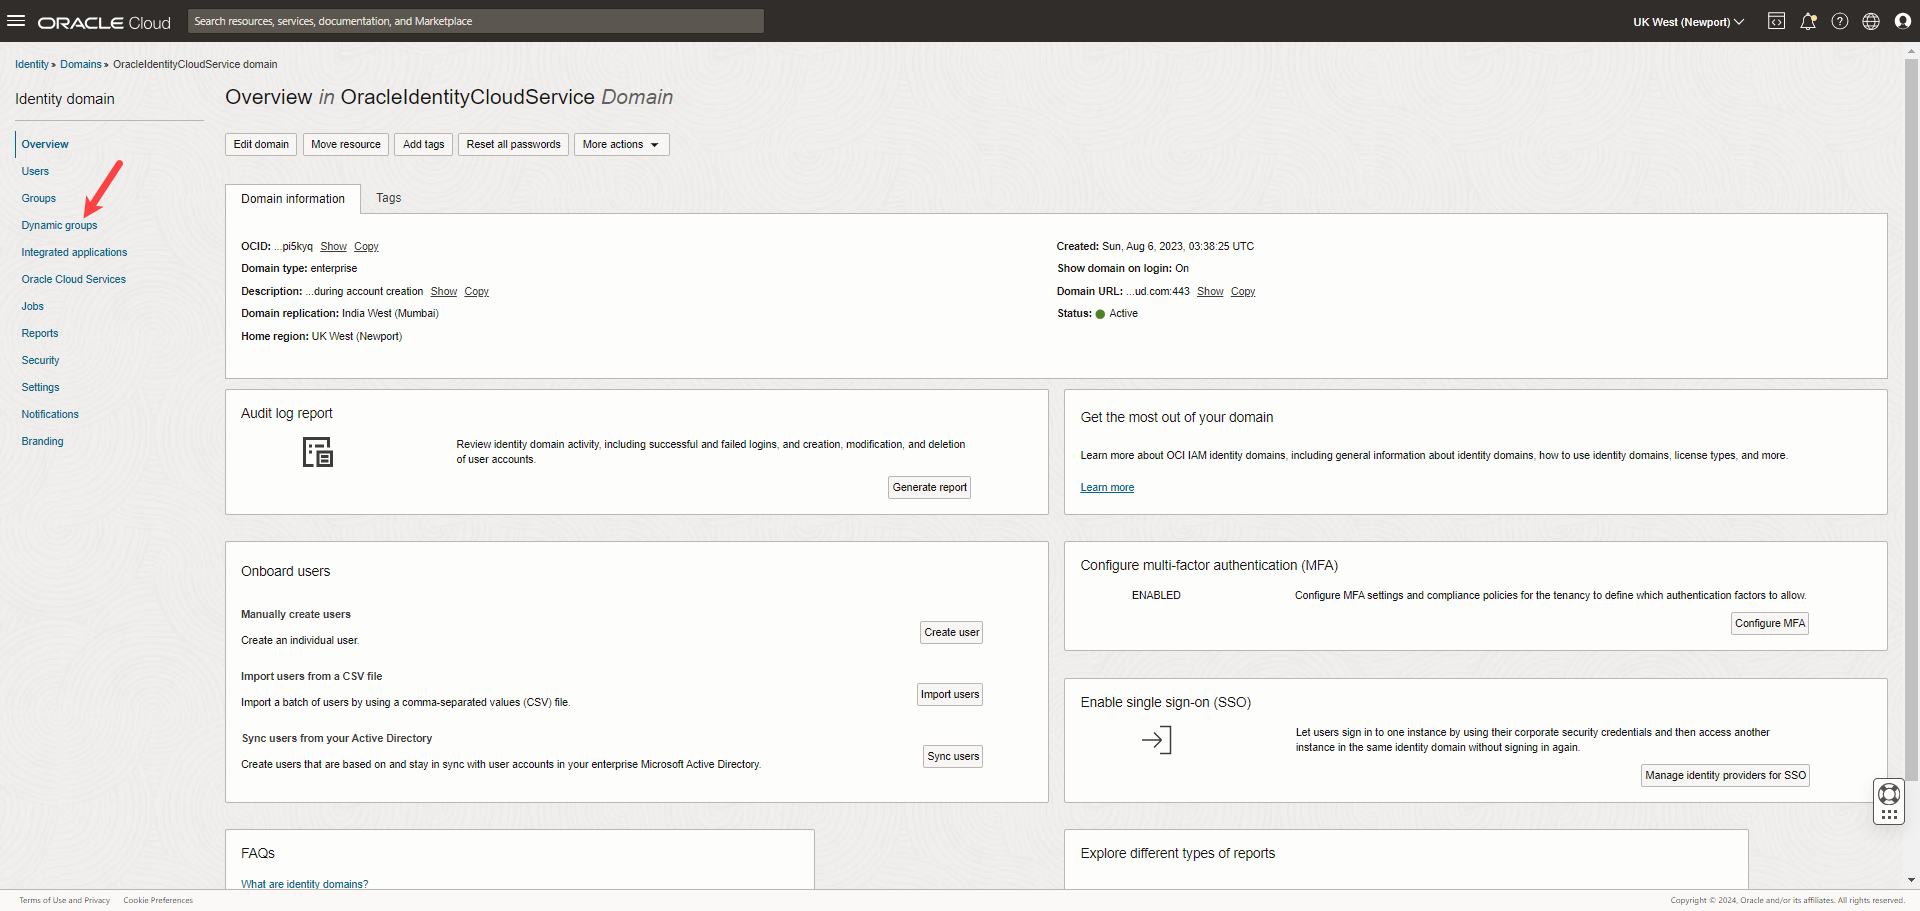 ORACLE Cloud
Search resources, services, documentation, and Marketplace
UK West (Newport)
Identity » Domains » OracleIdentityCloudService domain
Identity domain
Overview
Users
Groups
Dynamic groups
Integrated applications
Oracle Cloud Services
Jobs
Reports
Security
Settings
Notifications
Branding
Overview in OracleIdentityCloudService Domain
Edit domain
Move resource
Add tags
Reset all passwords
More actions
Domain information
Tags
OCID: ...pi5kyq Show Copy
Domain type: enterprise
Description: ...during account creation Show Copy
Domain replication: India West (Mumbai)
Home region: UK West (Newport)
Created: Sun, Aug 6, 2023, 03:38:25 UTC
Show domain on login: On
Domain URL: ...ud.com:443 Show Copy
Status: Active
Audit log report
Review identity domain activity, including successful and failed logins, and creation, modification, and deletion
of user accounts.
Generate report
Get the most out of your domain
Learn more about OCI IAM identity domains, including general information about identity domains, how to use identity domains, license types, and more.
Learn more
Onboard users
Manually create users
Create an individual user.
Create user
Import users from a CSV file
Import a batch of users by using a comma-separated values (CSV) file.
Import users
Sync users from your Active Directory
Create users that are based on and stay in sync with user accounts in your enterprise Microsoft Active Directory.
Sync users
Configure multi-factor authentication (MFA)
ENABLED
Configure MFA settings and compliance policies for the tenancy to define which authentication factors to allow.
Configure MFA
Enable single sign-on (SSO)
Let users sign in to one instance by using their corporate security credentials and then access another
instance in the same identity domain without signing in again.
Manage identity providers for SSO
FAQs
What are identity domains?
Explore different types of reports
Terms of Use and Privacy
Cookie Preferences
Copyright © 2024, Oracle and/or its affiliates. All rights reserved.